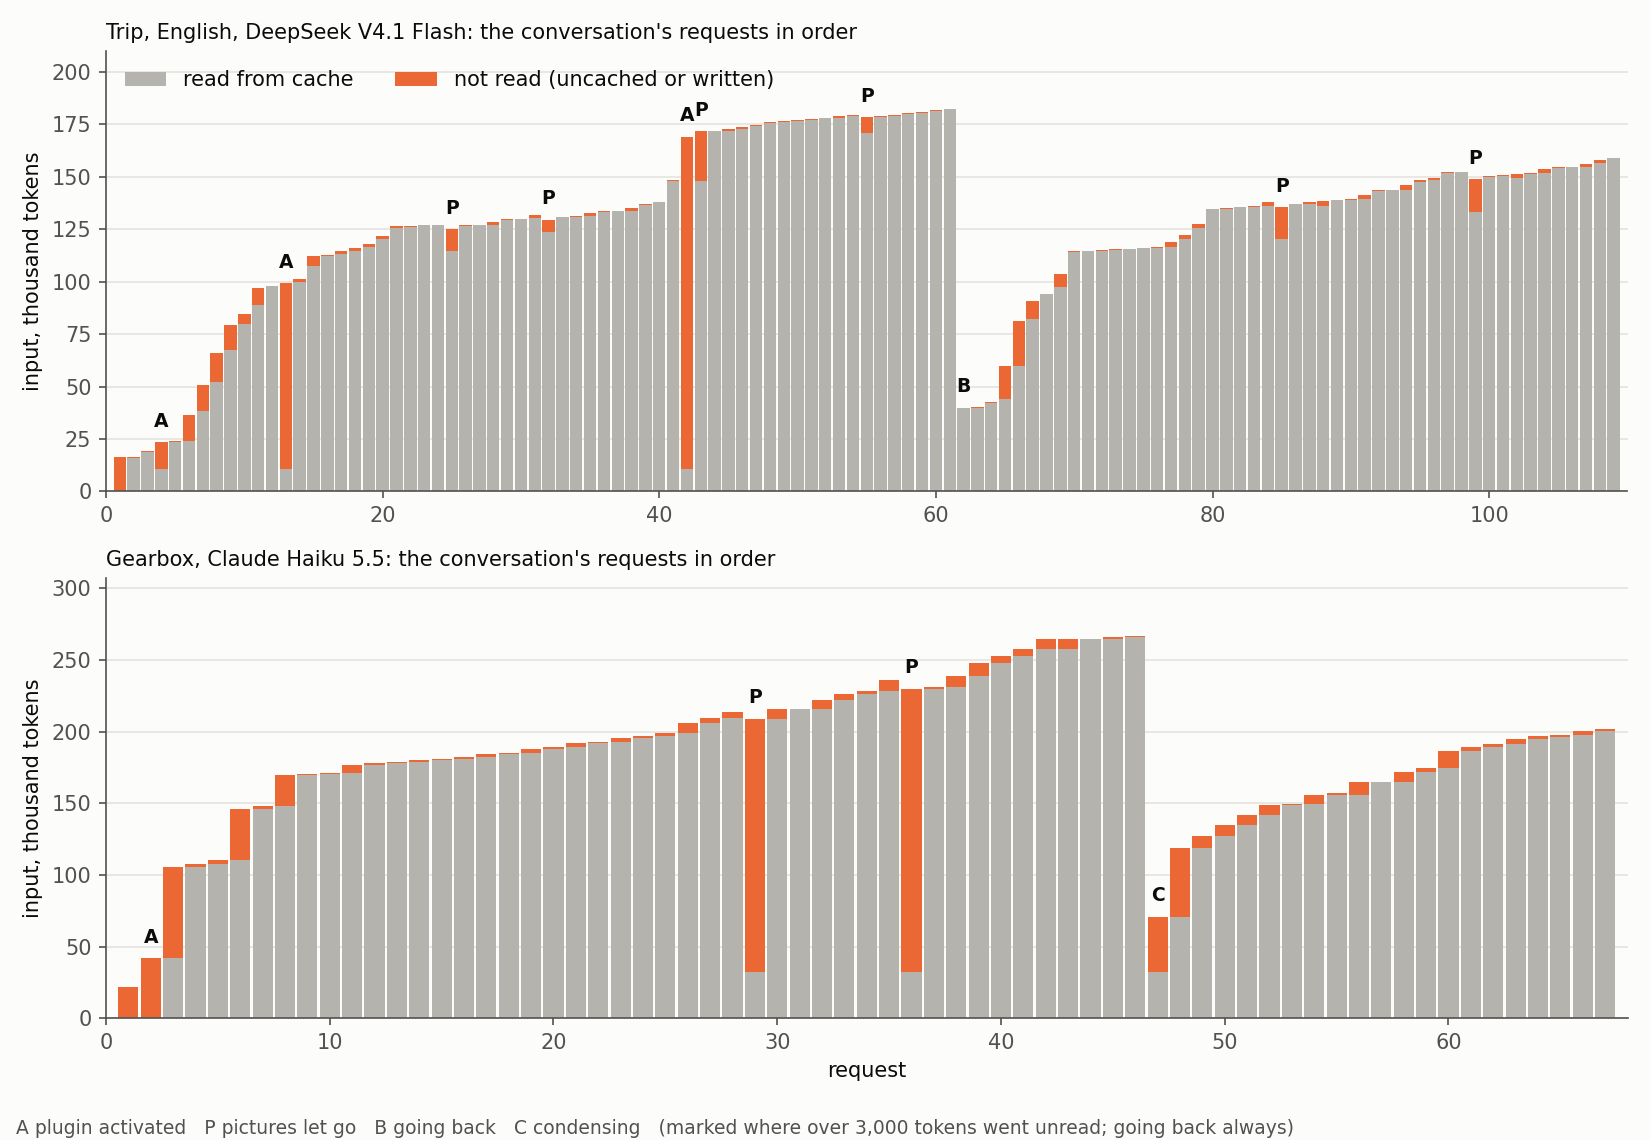 Trip, English, DeepSeek V4.1 Flash: the conversation's requests in order
input, thousand tokens
200
175
150
125
100
75
50
25
0
read from cache
not read (uncached or written)
A
A
P
P
A
P
P
B
P
P
0
20
40
60
80
100
Gearbox, Claude Haiku 5.5: the conversation's requests in order
input, thousand tokens
300
250
200
150
100
50
0
A
P
P
C
0
10
20
30
40
50
60
request
A plugin activated P pictures let go B going back C condensing (marked where over 3,000 tokens went unread; going back always)